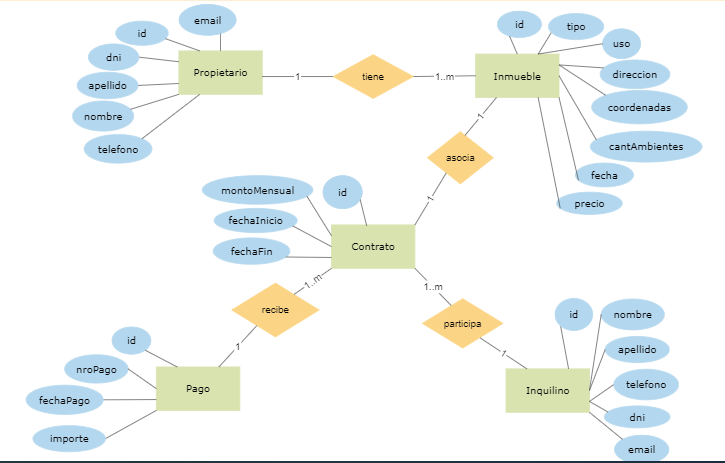 email
id
dni
apellido
nombre
telefono
Propietario
1
tiene
1..m
id
tipo
uso
direccion
coordenadas
cantAmbientes
fecha
precio
Inmueble
1
asocia
1
montoMensual
id
fechaInicio
fechaFin
Contrato
1..m
recibe
1
1..m
participa
1
id
nroPago
fechaPago
importe
Pago
id
nombre
apellido
telefono
dni
email
Inquilino